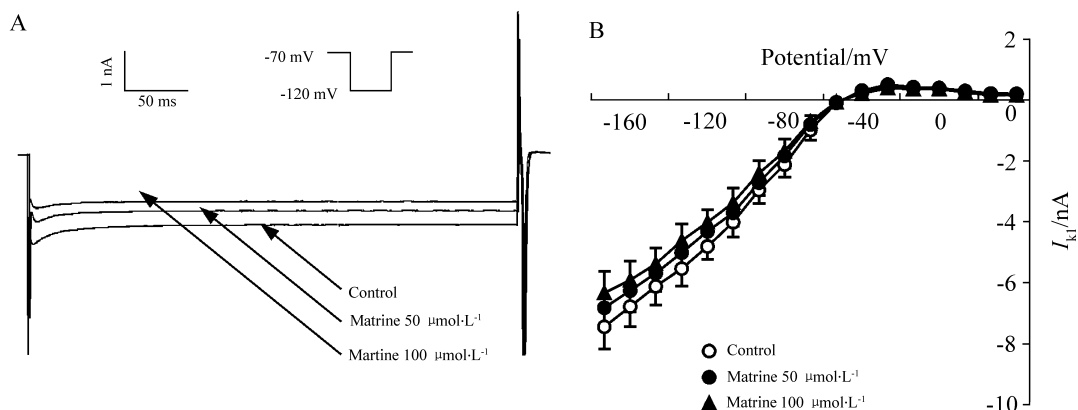 A
1 nA
50 ms
-70 mV
-120 mV
Control
Matrine 50 μmol·L-1
Martine 100 μmol·L-1
B
Potential/mV
-160
-120
-80
-40
0
2
0
-2
-4
-6
-8
-10
Ikl/nA
Control
Matrine 50 μmol·L-1
Matrine 100 μmol·L-1